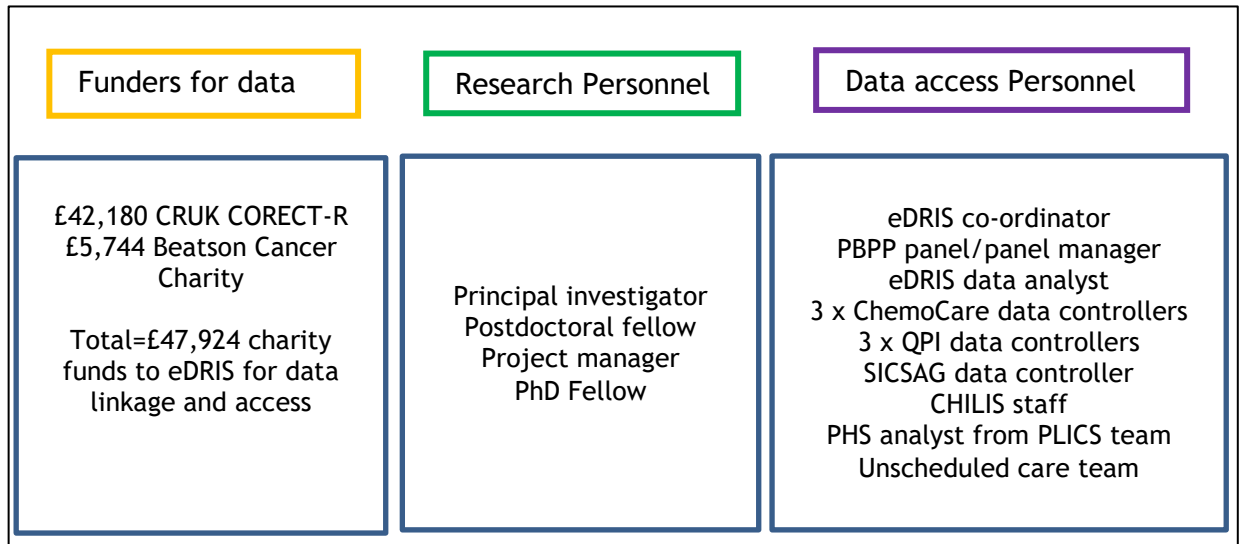 Funders for data
Research Personnel
Data access Personnel
£42,180 CRUK CORECT-R
£5,744 Beatson Cancer
Charity
Total=£47,924 charity
funds to eDRIS for data
linkage and access
Principal investigator
Postdoctoral fellow
Project manager
PhD Fellow
eDRIS co-ordinator
PBPP panel/panel manager
eDRIS data analyst
3 x ChemoCare data controllers
3 x QPI data controllers
SICSAG data controller
CHILIS staff
PHS analyst from PLICS team
Unscheduled care team